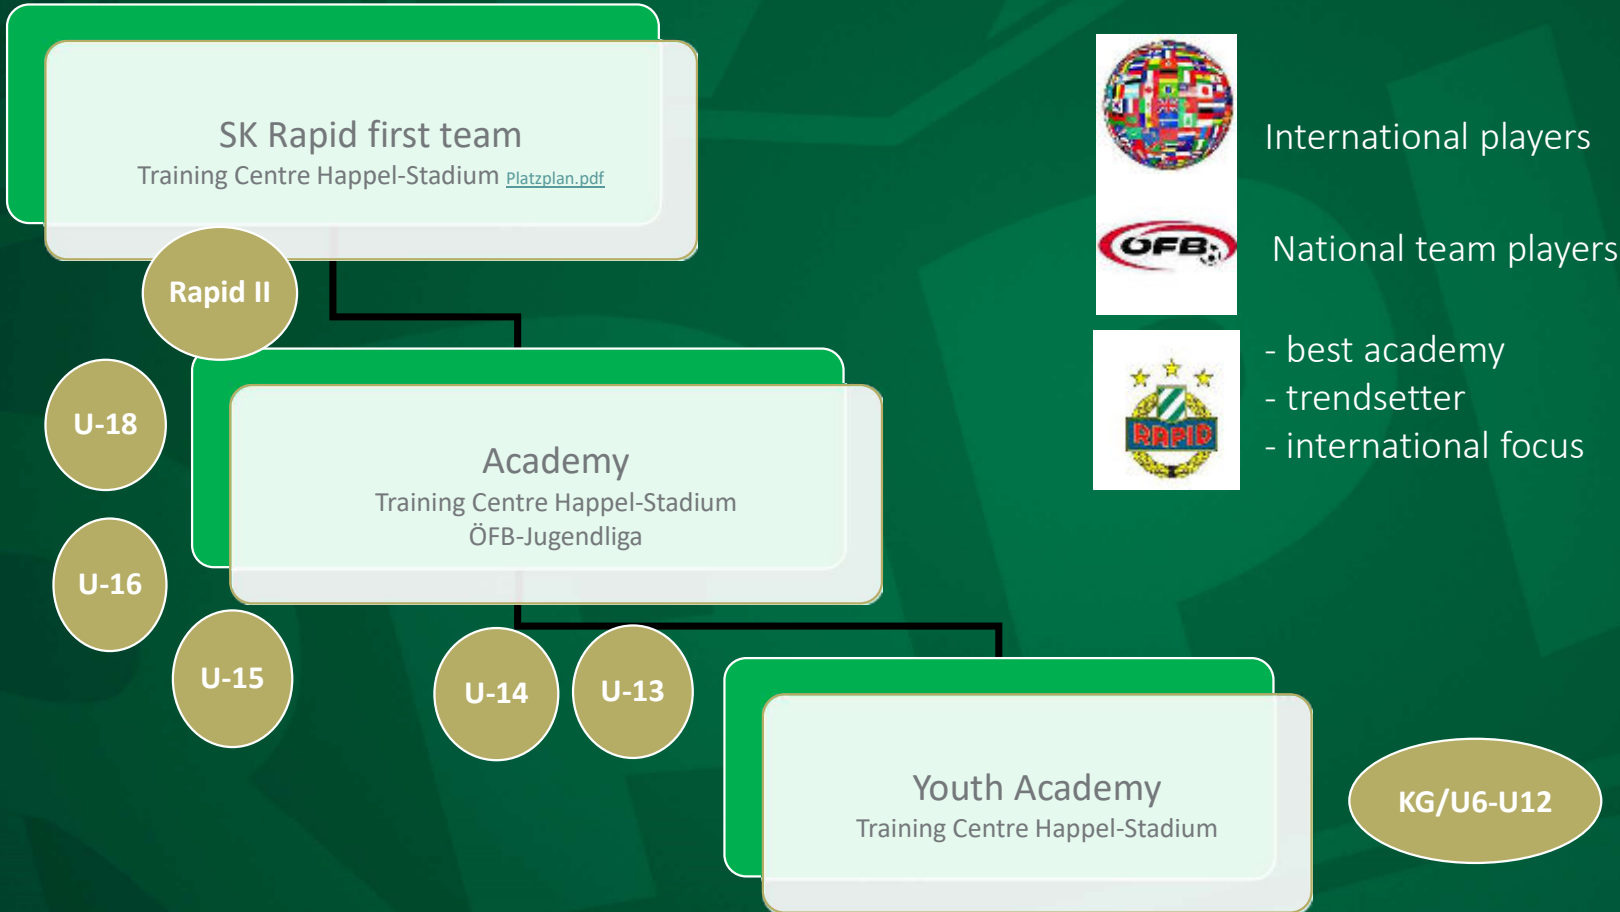 SK Rapid first team
Training Centre Happel-Stadium Platzplan.pdf
Rapid II
U-18
Academy
Training Centre Happel-Stadium
ÖFB-Jugendliga
U-16
U-15
U-14
U-13
Youth Academy
Training Centre Happel-Stadium
KG/U6-U12
International players
ÖFB
National team players
RAPID
- best academy
- trendsetter
- international focus